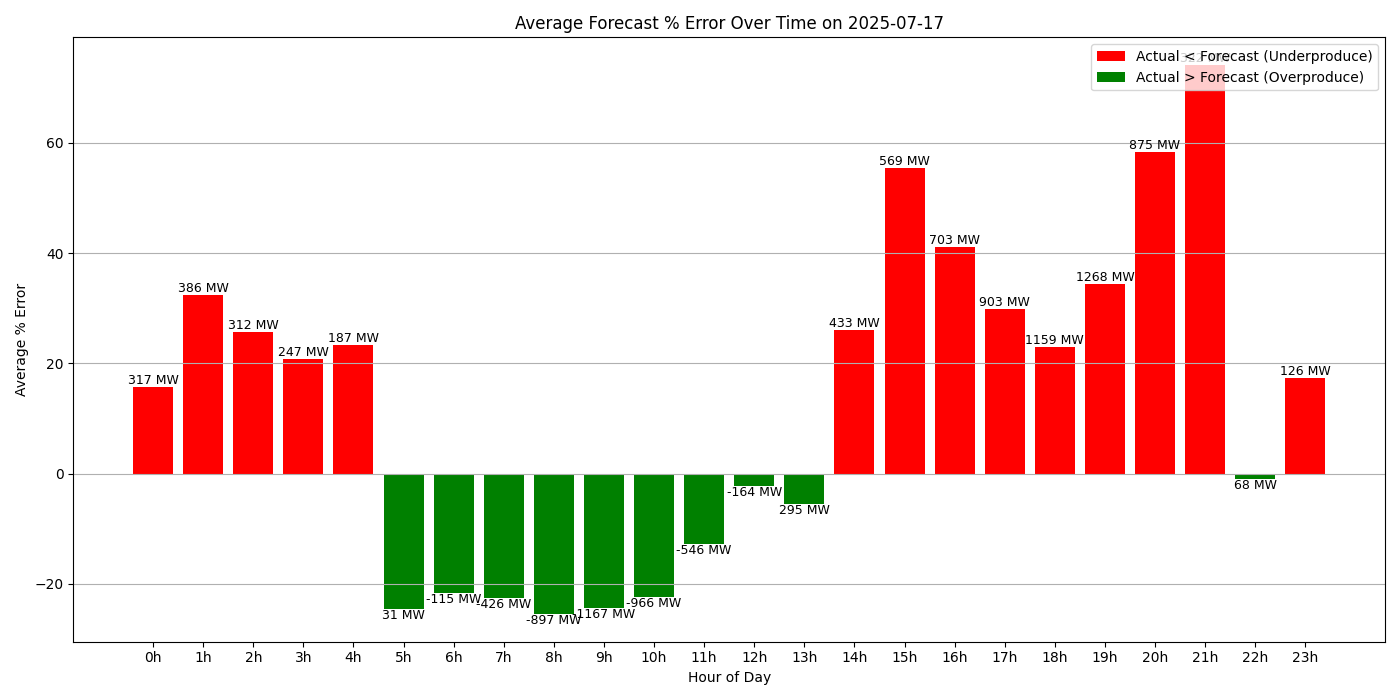 Average Forecast % Error Over Time on 2025-07-17
Actual < Forecast (Underproduce)
Actual > Forecast (Overproduce)
Average % Error
60
40
20
0
−20
317 MW
386 MW
312 MW
247 MW
187 MW
31 MW
-115 MW
-426 MW
-897 MW
-1167 MW
-966 MW
-546 MW
-164 MW
295 MW
433 MW
569 MW
703 MW
903 MW
1159 MW
1268 MW
875 MW
68 MW
126 MW
0h 1h 2h 3h 4h 5h 6h 7h 8h 9h 10h 11h 12h 13h 14h 15h 16h 17h 18h 19h 20h 21h 22h 23h
Hour of Day